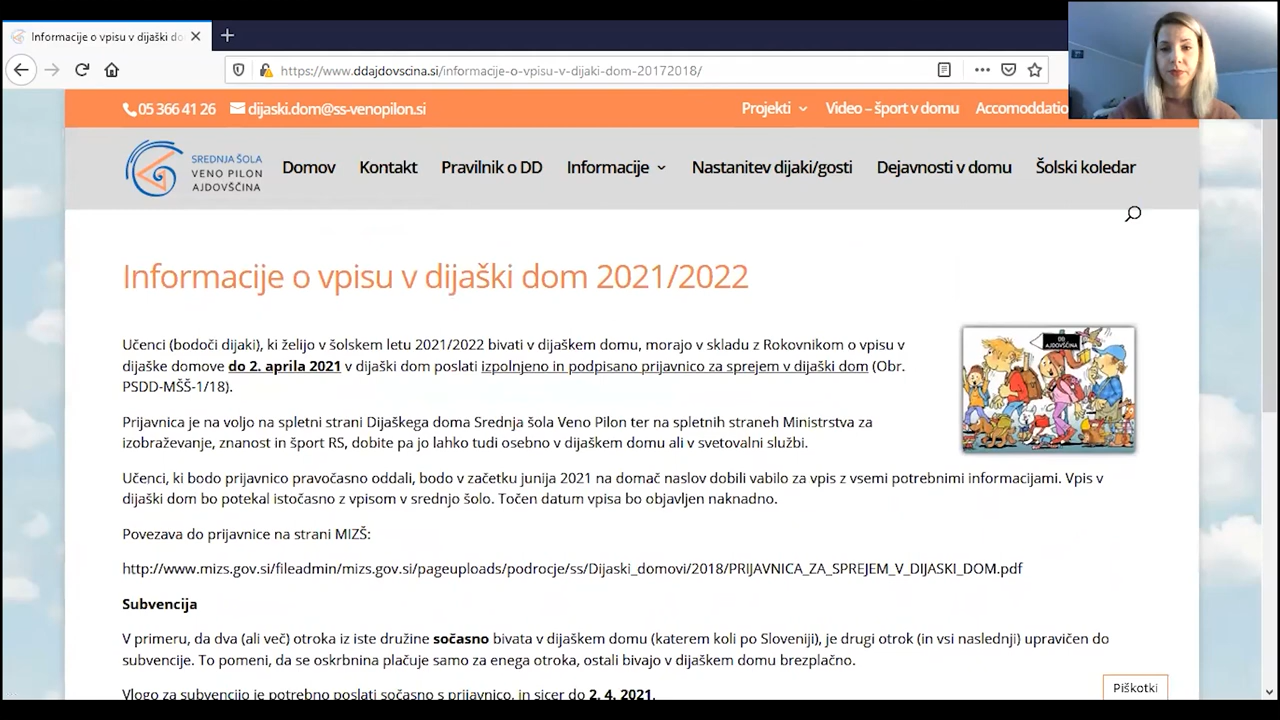 Informacije o vpisu v dijaški do
https://www.ddajdovscina.si/informacije-o-vpisu-v-dijaki-dom-20172018/
05 366 41 26 dijaski.dom@ss-venopilon.si Projekti Video – šport v domu Accomoddatio
SREDNJA ŠOLA
VENO PILON
AJDOVŠČINA
Domov Kontakt Pravilnik o DD Informacije Nastanitev dijaki/gosti Dejavnosti v domu Šolski koledar
Informacije o vpisu v dijaški dom 2021/2022
Učenci (bodoči dijaki), ki želijo v šolskem letu 2021/2022 bivati v dijaškem domu, morajo v skladu z Rokovnikom o vpisu v
dijaške domove do 2. aprila 2021 v dijaški dom poslati izpolnjeno in podpisano prijavnico za sprejem v dijaški dom (Obr.
PSDD-MŠŠ-1/18).
DD
AJDOVŠČINA
Prijavnica je na voljo na spletni strani Dijaškega doma Srednja šola Veno Pilon ter na spletnih straneh Ministrstva za
izobraževanje, znanost in šport RS, dobite pa jo lahko tudi osebno v dijaškem domu ali v svetovalni službi.
Učenci, ki bodo prijavnico pravočasno oddali, bodo v začetku junija 2021 na domač naslov dobili vabilo za vpis z vsemi potrebnimi informacijami. Vpis v
dijaški dom bo potekal istočasno z vpisom v srednjo šolo. Točen datum vpisa bo objavljen naknadno.
Povezava do prijavnice na strani MIZŠ:
http://www.mizs.gov.si/fileadmin/mizs.gov.si/pageuploads/podrocje/ss/Dijaski_domovi/2018/PRIJAVNICA_ZA_SPREJEM_V_DIJASKI_DOM.pdf
Subvencija
V primeru, da dva (ali več) otroka iz iste družine sočasno bivata v dijaškem domu (katerem koli po Sloveniji), je drugi otrok (in vsi naslednji) upravičen do
subvencije. To pomeni, da se oskrbnina plačuje samo za enega otroka, ostali bivajo v dijaškem domu brezplačno.
Vlogo za subvencijo je potrebno poslati sočasno s prijavnico, in sicer do 2. 4. 2021.
Piškotki